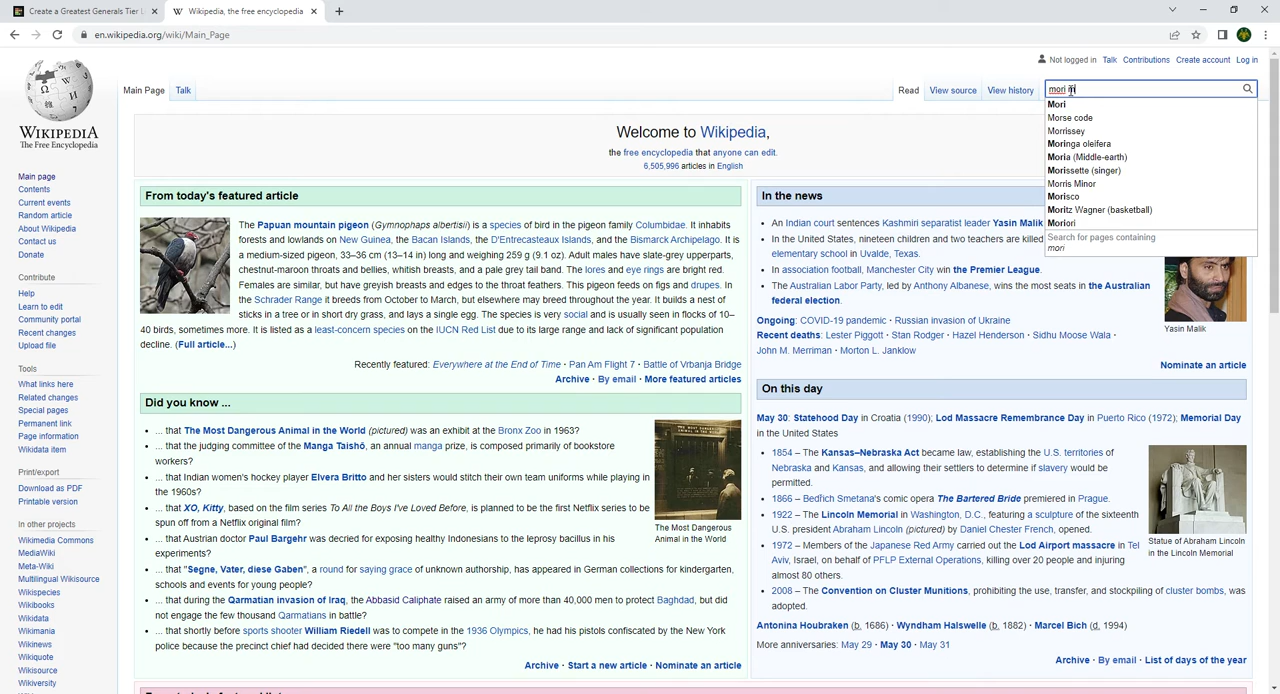 Create a Greatest Generals Tier L
Wikipedia, the free encyclopedia
en.wikipedia.org/wiki/Main_Page
Not logged in Talk Contributions Create account Log in
Main Page Talk
Read View source View history
mori m
WIKIPEDIA
The Free Encyclopedia
Mori
Morse code
Morrissey
Moringa oleifera
Moria (Middle-earth)
Morissette (singer)
Morris Minor
Morisco
Moritz Wagner (basketball)
Moriori
Search for pages containing
mori
Main page
Contents
Current events
Random article
About Wikipedia
Contact us
Donate
Contribute
Help
Learn to edit
Community portal
Recent changes
Upload file
Tools
What links here
Related changes
Special pages
Permanent link
Page information
Wikidata item
Print/export
Download as PDF
Printable version
In other projects
Wikimedia Commons
MediaWiki
Meta-Wiki
Multilingual Wikisource
Wikispecies
Wikibooks
Wikidata
Wikimania
Wikinews
Wikiquote
Wikisource
Wikiversity
Welcome to Wikipedia,
the free encyclopedia that anyone can edit.
6,505,996 articles in English
From today's featured article
The Papuan mountain pigeon (Gymnophaps albertisii) is a species of bird in the pigeon family Columbidae. It inhabits
forests and lowlands on New Guinea, the Bacan Islands, the D'Entrecasteaux Islands, and the Bismarck Archipelago. It is
a medium-sized pigeon, 33–36 cm (13–14 in) long and weighing 259 g (9.1 oz). Adult males have slate-grey upperparts,
chestnut-maroon throats and bellies, whitish breasts, and a pale grey tail band. The lores and eye rings are bright red.
Females are similar, but have greyish breasts and edges to the throat feathers. This pigeon feeds on figs and drupes. In
the Schrader Range it breeds from October to March, but elsewhere may breed throughout the year. It builds a nest of
sticks in a tree or in short dry grass, and lays a single egg. The species is very social and is usually seen in flocks of 10–
40 birds, sometimes more. It is listed as a least-concern species on the IUCN Red List due to its large range and lack of significant population
decline. (Full article...)
Recently featured: Everywhere at the End of Time · Pan Am Flight 7 · Battle of Vrbanja Bridge
Archive · By email · More featured articles
Did you know ...
... that The Most Dangerous Animal in the World (pictured) was an exhibit at the Bronx Zoo in 1963?
... that the judging committee of the Manga Taishō, an annual manga prize, is composed primarily of bookstore
workers?
... that Indian women's hockey player Elvera Britto and her sisters would stitch their own team uniforms while playing in
the 1960s?
... that XO, Kitty, based on the film series To All the Boys I've Loved Before, is planned to be the first Netflix series to be
spun off from a Netflix original film?
... that Austrian doctor Paul Bargehr was decried for exposing healthy Indonesians to the leprosy bacillus in his
experiments?
... that "Segne, Vater, diese Gaben", a round for saying grace of unknown authorship, has appeared in German collections for kindergarten,
schools and events for young people?
... that during the Qarmatian invasion of Iraq, the Abbasid Caliphate raised an army of more than 40,000 men to protect Baghdad, but did
not engage the few thousand Qarmatians in battle?
... that shortly before sports shooter William Riedell was to compete in the 1936 Olympics, he had his pistols confiscated by the New York
police because the precinct chief had decided there were "too many guns"?
The Most Dangerous
Animal in the World
Archive · Start a new article · Nominate an article
In the news
An Indian court sentences Kashmiri separatist leader Yasin Malik
In the United States, nineteen children and two teachers are killed
elementary school in Uvalde, Texas.
In association football, Manchester City win the Premier League.
The Australian Labor Party, led by Anthony Albanese, wins the most seats in the Australian
federal election.
Yasin Malik
Ongoing: COVID-19 pandemic · Russian invasion of Ukraine
Recent deaths: Lester Piggott · Stan Rodger · Hazel Henderson · Sidhu Moose Wala ·
John M. Merriman · Morton L. Janklow
Nominate an article
On this day
May 30: Statehood Day in Croatia (1990); Lod Massacre Remembrance Day in Puerto Rico (1972); Memorial Day
in the United States
1854 – The Kansas–Nebraska Act became law, establishing the U.S. territories of
Nebraska and Kansas, and allowing their settlers to determine if slavery would be
permitted.
1866 – Bedřich Smetana's comic opera The Bartered Bride premiered in Prague.
1922 – The Lincoln Memorial in Washington, D.C., featuring a sculpture of the sixteenth
U.S. president Abraham Lincoln (pictured) by Daniel Chester French, opened.
1972 – Members of the Japanese Red Army carried out the Lod Airport massacre in Tel
Aviv, Israel, on behalf of PFLP External Operations, killing over 20 people and injuring
almost 80 others.
2008 – The Convention on Cluster Munitions, prohibiting the use, transfer, and stockpiling of cluster bombs, was
adopted.
Statue of Abraham Lincoln
in the Lincoln Memorial
Antonina Houbraken (b. 1686) · Wyndham Halswelle (b. 1882) · Marcel Bich (d. 1994)
More anniversaries: May 29 · May 30 · May 31
Archive · By email · List of days of the year